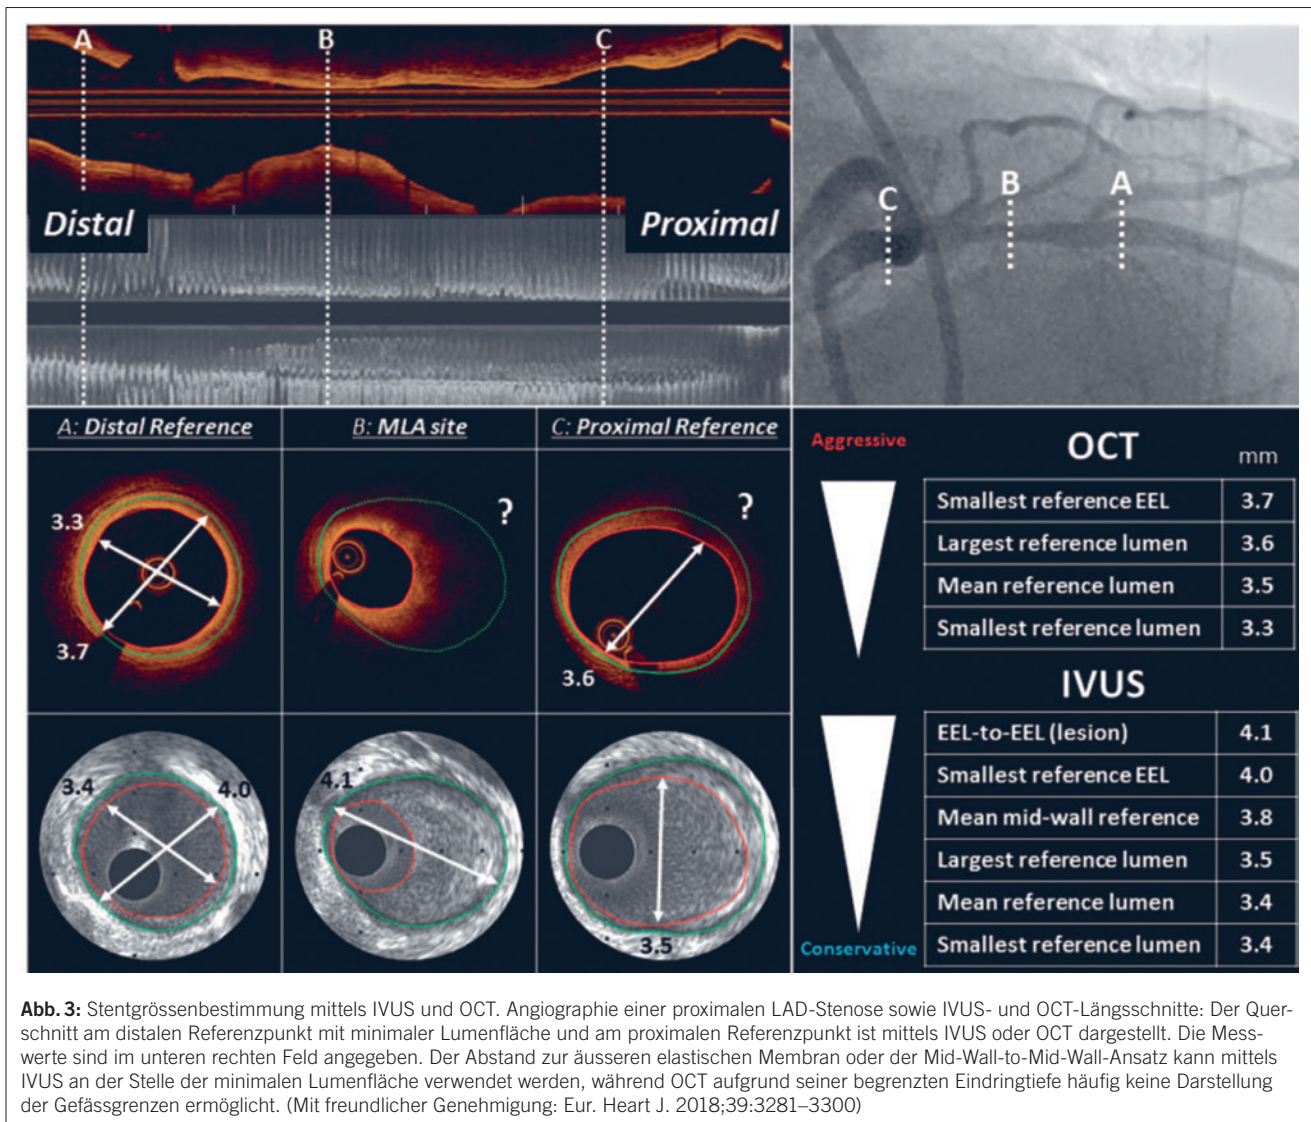 A
B
C
Distal
Proximal
C
B
A
A: Distal Reference
B: MLA site
C: Proximal Reference
3.3
3.7
?
?
3.6
3.4
4.0
4.1
3.5
Aggressive
OCT
mm
Smallest reference EEL 3.7
Largest reference lumen 3.6
Mean reference lumen 3.5
Smallest reference lumen 3.3
IVUS
EEL-to-EEL (lesion) 4.1
Smallest reference EEL 4.0
Mean mid-wall reference 3.8
Largest reference lumen 3.5
Mean reference lumen 3.4
Smallest reference lumen 3.4
Conservative
Abb. 3: Stentgrössenbestimmung mittels IVUS und OCT. Angiographie einer proximalen LAD-Stenose sowie IVUS- und OCT-Längsschnitte: Der Quer-
schnitt am distalen Referenzpunkt mit minimaler Lumenfläche und am proximalen Referenzpunkt ist mittels IVUS oder OCT dargestellt. Die Mess-
werte sind im unteren rechten Feld angegeben. Der Abstand zur äusseren elastischen Membran oder der Mid-Wall-to-Mid-Wall-Ansatz kann mittels
IVUS an der Stelle der minimalen Lumenfläche verwendet werden, während OCT aufgrund seiner begrenzten Eindringtiefe häufig keine Darstellung
der Gefässgrenzen ermöglicht. (Mit freundlicher Genehmigung: Eur. Heart J. 2018;39:3281–3300)